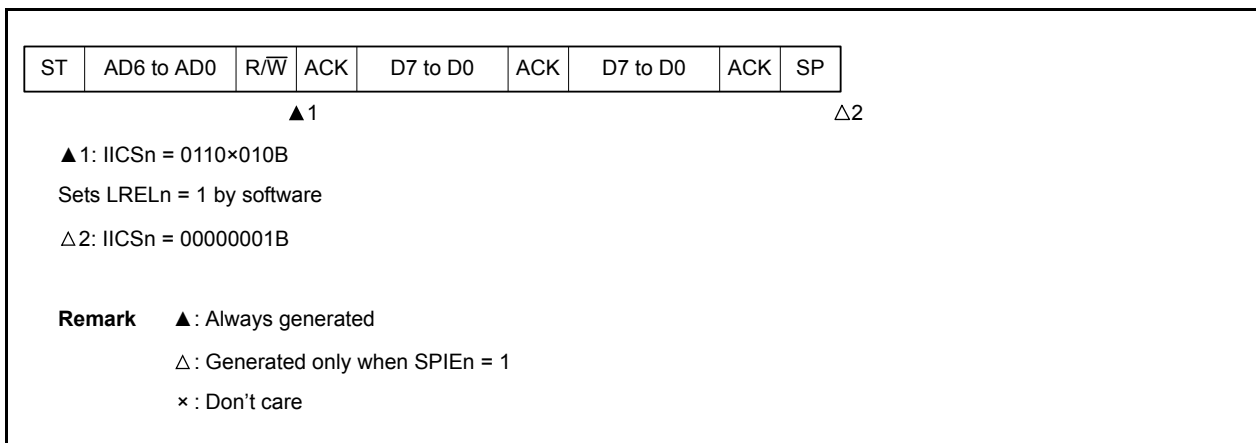 ST AD6 to AD0 R/W̅ ACK D7 to D0 ACK D7 to D0 ACK SP
▲1 △2
▲1: IICSn = 0110×010B
Sets LRELn = 1 by software
△2: IICSn = 00000001B
Remark ▲: Always generated
△: Generated only when SPIEn = 1
×: Don't care